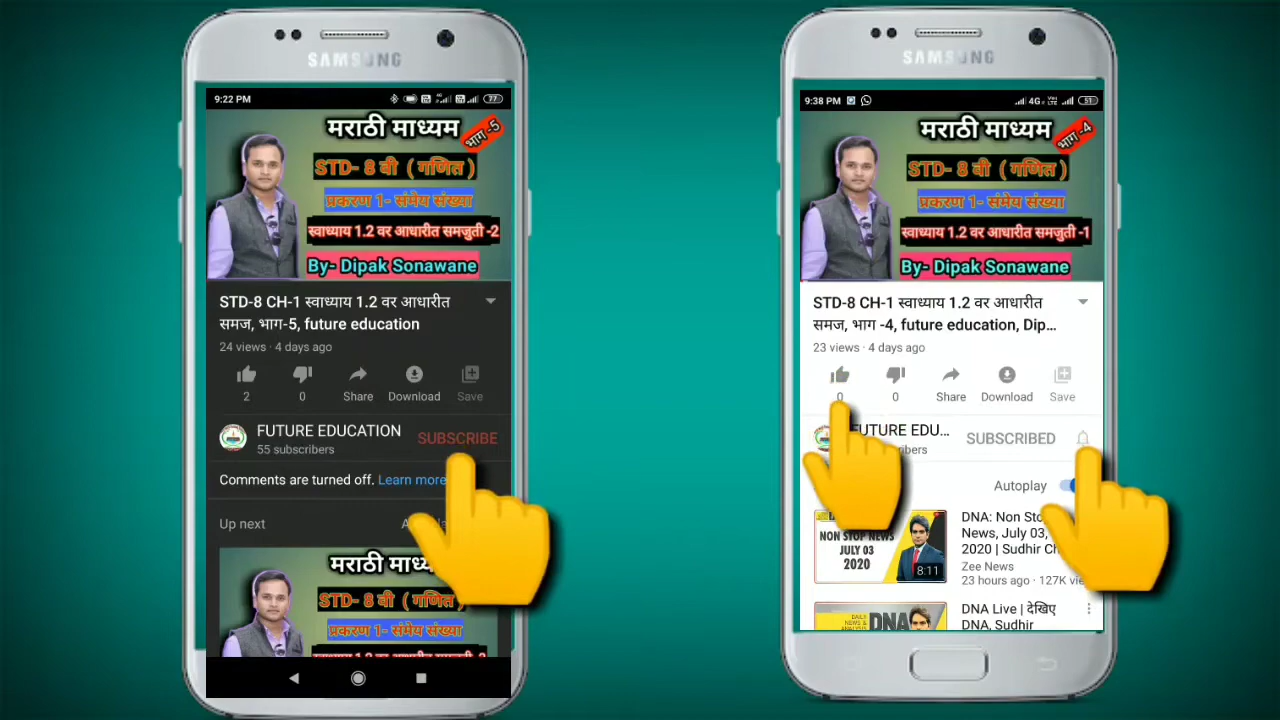 SAMSUNG
9:22 PM
77
मराठी माध्यम
भाग -5
STD- 8 वी ( गणित )
प्रकरण 1- संमेय संख्या
स्वाध्याय 1.2 वर आधारीत समजुती -2
By- Dipak Sonawane
STD-8 CH-1 स्वाध्याय 1.2 वर आधारीत
समज, भाग-5, future education
24 views · 4 days ago
2
0
Share
Download
Save
FUTURE EDUCATION
SUBSCRIBE
55 subscribers
Comments are turned off. Learn more
Up next
मराठी
STD- 8 वी ( गणित )
प्रकरण 1- संमेय संख्या
SAMSUNG
9:38 PM
4G
51
मराठी माध्यम
भाग -4
STD- 8 वी ( गणित )
प्रकरण 1- संमेय संख्या
स्वाध्याय 1.2 वर आधारीत समजुती -1
By- Dipak Sonawane
STD-8 CH-1 स्वाध्याय 1.2 वर आधारीत
समज, भाग -4, future education, Dip...
23 views · 4 days ago
0
0
Share
Download
Save
FUTURE EDU...
SUBSCRIBED
Autoplay
NON STOP NEWS
JULY 03
2020
8:11
DNA: Non
News, July 03,
2020 | Sudhir
Zee News
23 hours ago · 127K
DNA
DNA Live | देखिए
DNA, Sudhir